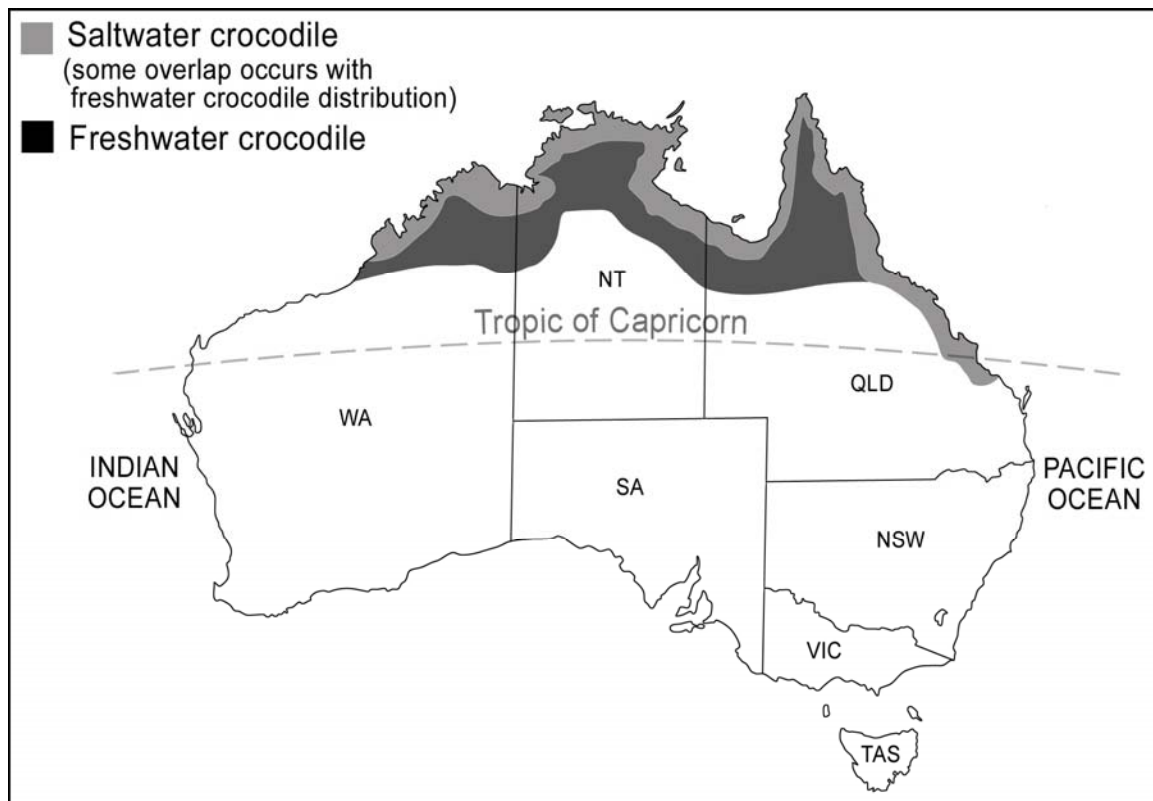 Saltwater crocodile
(some overlap occurs with
freshwater crocodile distribution)
Freshwater crocodile
NT
Tropic of Capricorn
QLD
WA
INDIAN
OCEAN
PACIFIC
OCEAN
SA
NSW
VIC
TAS